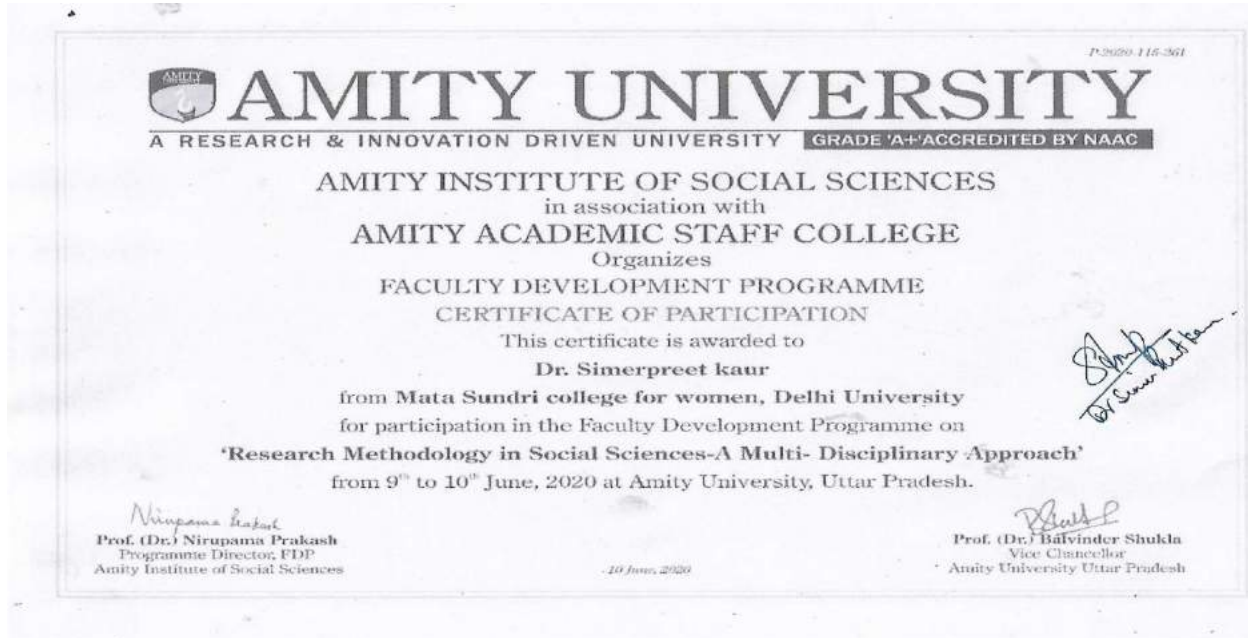 P-2020-115-261
AMITY
AMITY UNIVERSITY
A RESEARCH & INNOVATION DRIVEN UNIVERSITY GRADE 'A+'ACCREDITED BY NAAC
AMITY INSTITUTE OF SOCIAL SCIENCES
in association with
AMITY ACADEMIC STAFF COLLEGE
Organizes
FACULTY DEVELOPMENT PROGRAMME
CERTIFICATE OF PARTICIPATION
This certificate is awarded to
Dr. Simerpreet kaur
from Mata Sundri college for women, Delhi University
for participation in the Faculty Development Programme on
'Research Methodology in Social Sciences-A Multi- Disciplinary Approach'
from 9th to 10th June, 2020 at Amity University, Uttar Pradesh.
Nirupama Prakash
Prof. (Dr.) Nirupama Prakash
Programme Director, FDP
Amity Institute of Social Sciences
10 June, 2020
Prof. (Dr.) Balvinder Shukla
Vice Chancellor
Amity University Uttar Pradesh